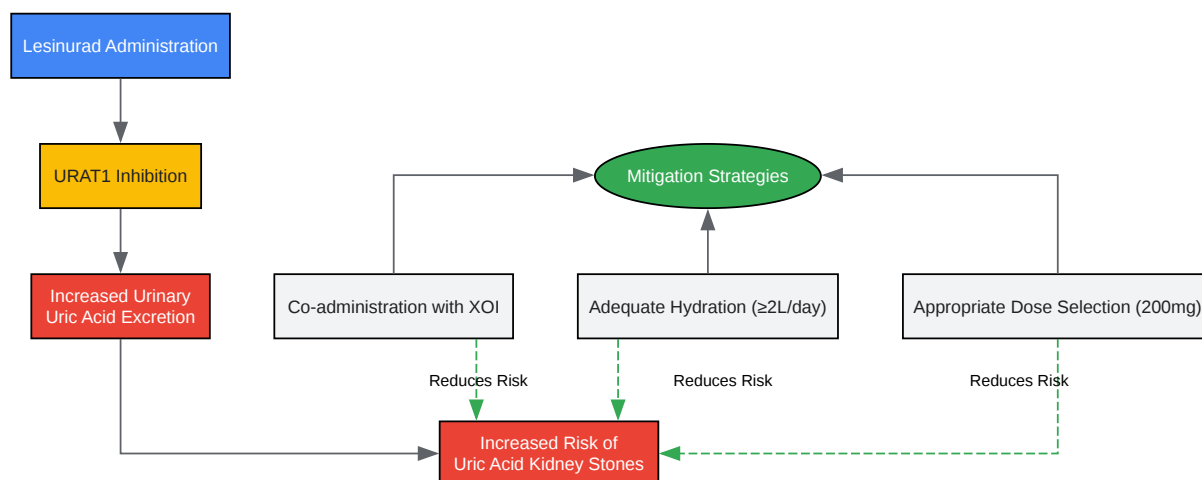 Lesinurad Administration
URAT1 Inhibition
Mitigation Strategies
Increased Urinary
Uric Acid Excretion
Co-administration with XOI
Adequate Hydration (≥2L/day)
Appropriate Dose Selection (200mg)
Reduces Risk
Reduces Risk
Reduces Risk
Increased Risk of
Uric Acid Kidney Stones